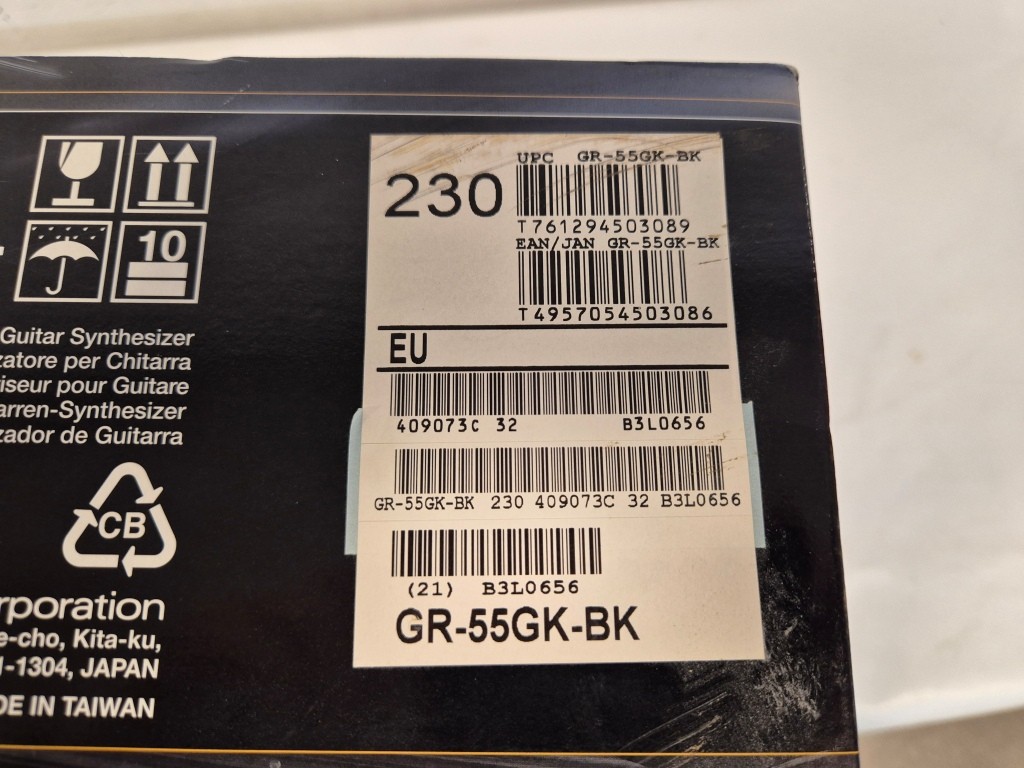 10
Guitar Synthesizer
zatore per Chitarra
iseur pour Guitare
arren-Synthesizer
zador de Guitarra
CB
rporation
e-cho, Kita-ku,
1-1304, JAPAN
DE IN TAIWAN
230
UPC GR-55GK-BK
T761294503089
EAN/JAN GR-55GK-BK
T4957054503086
EU
409073C 32 B3L0656
GR-55GK-BK 230 409073C 32 B3L0656
(21) B3L0656
GR-55GK-BK